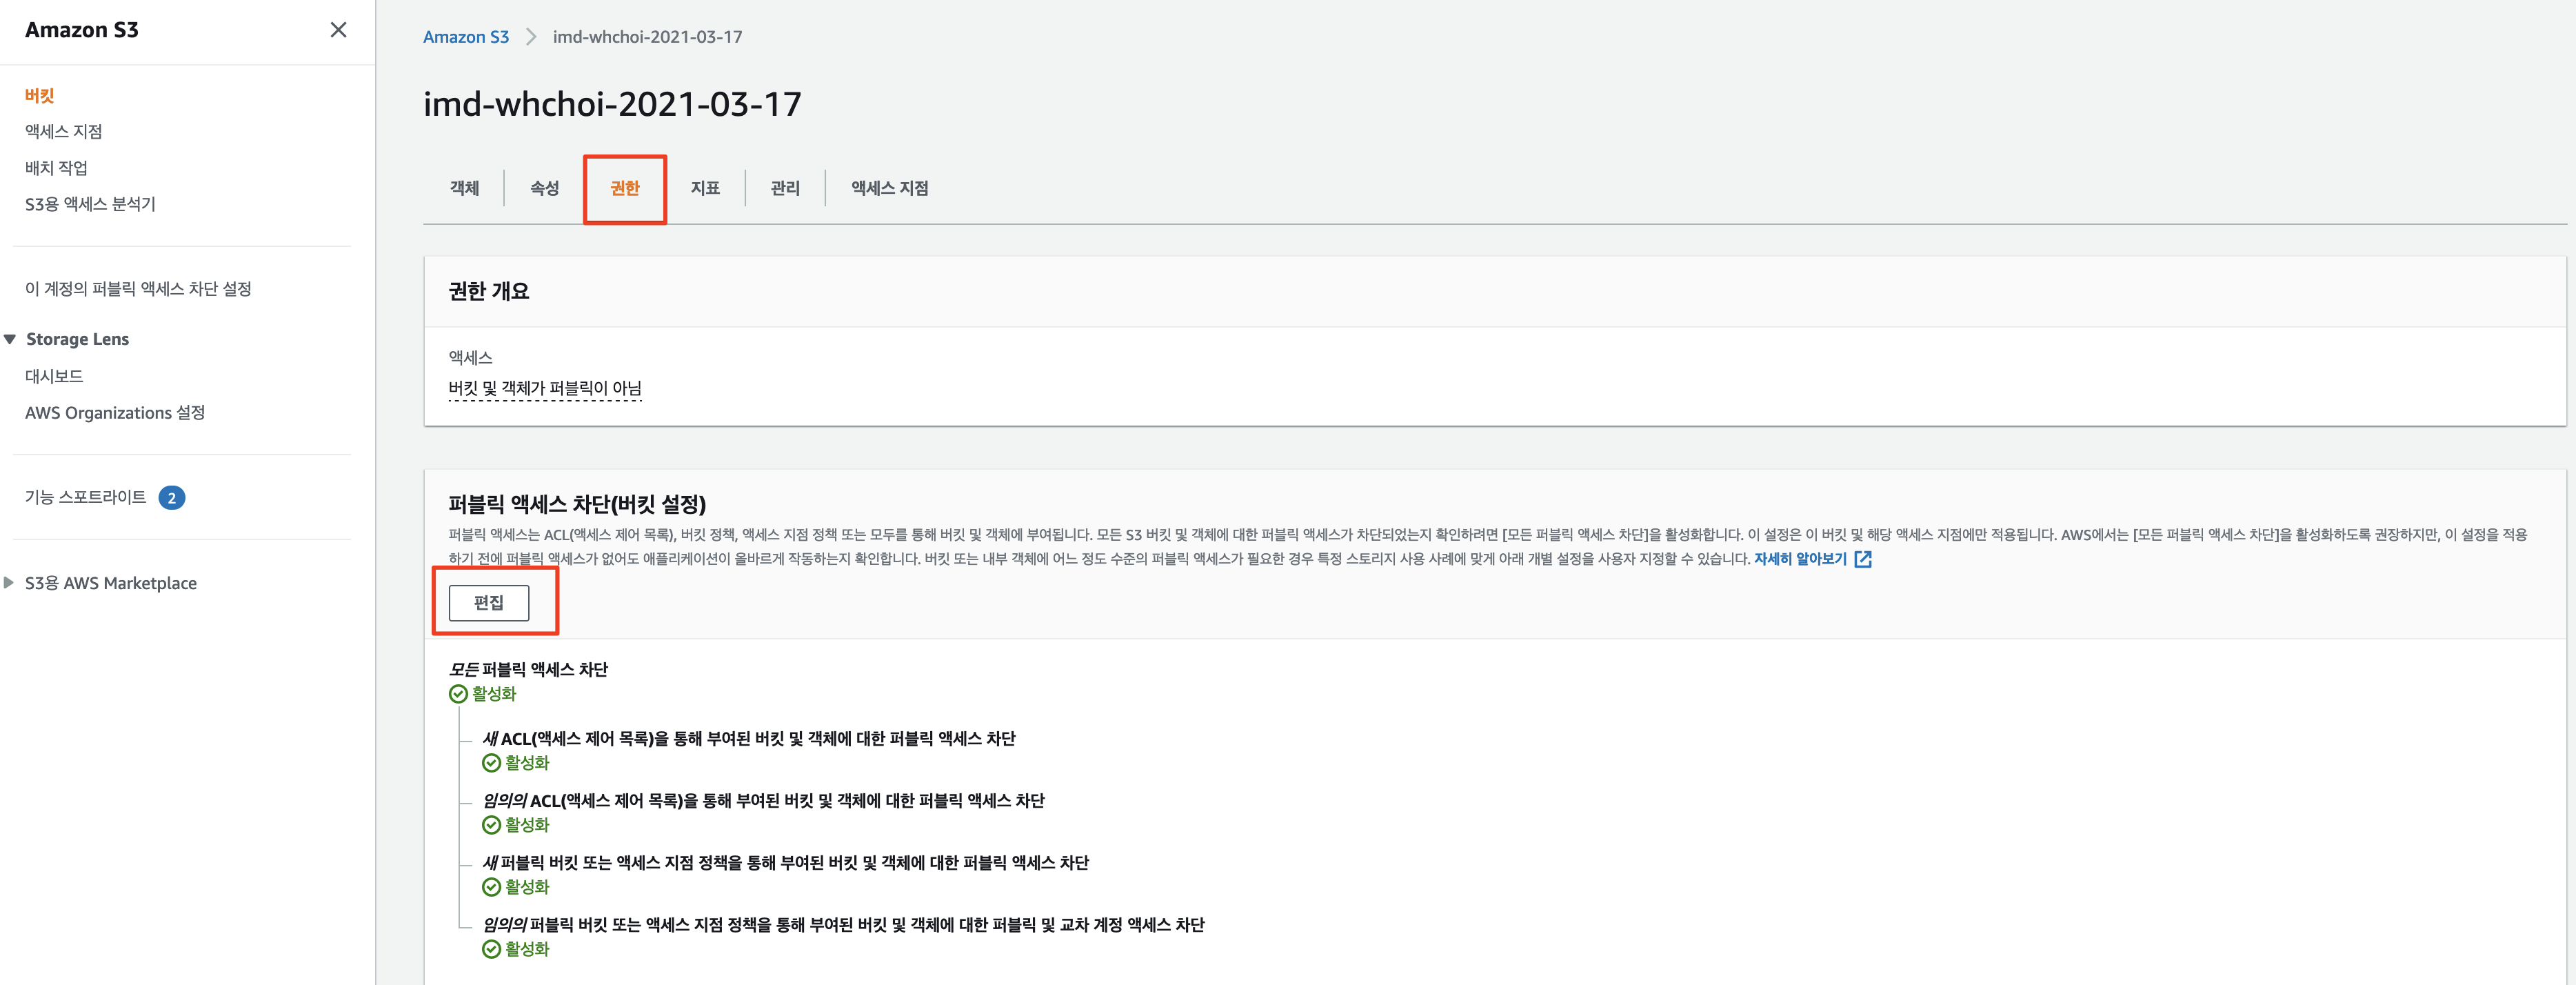 Amazon S3
버킷
액세스 지점
배치 작업
S3용 액세스 분석기
이 계정의 퍼블릭 액세스 차단 설정
Storage Lens
대시보드
AWS Organizations 설정
기능 스포트라이트 2
S3용 AWS Marketplace
Amazon S3 imd-whchoi-2021-03-17
imd-whchoi-2021-03-17
객체 속성 권한 지표 관리 액세스 지점
권한 개요
액세스
버킷 및 객체가 퍼블릭이 아님
퍼블릭 액세스 차단(버킷 설정)
퍼블릭 액세스는 ACL(액세스 제어 목록), 버킷 정책, 액세스 지점 정책 또는 모두를 통해 버킷 및 객체에 부여됩니다. 모든 S3 버킷 및 객체에 대한 퍼블릭 액세스가 차단되었는지 확인하려면 [모든 퍼블릭 액세스 차단]을 활성화합니다. 이 설정은 이 버킷 및 해당 액세스 지점에만 적용됩니다. AWS에서는 [모든 퍼블릭 액세스 차단]을 활성화하도록 권장하지만, 이 설정을 적용
하기 전에 퍼블릭 액세스가 없어도 애플리케이션이 올바르게 작동하는지 확인합니다. 버킷 또는 내부 객체에 어느 정도 수준의 퍼블릭 액세스가 필요한 경우 특정 스토리지 사용 사례에 맞게 아래 개별 설정을 사용자 지정할 수 있습니다. 자세히 알아보기
편집
모든 퍼블릭 액세스 차단
활성화
새 ACL(액세스 제어 목록)을 통해 부여된 버킷 및 객체에 대한 퍼블릭 액세스 차단
활성화
임의의 ACL(액세스 제어 목록)을 통해 부여된 버킷 및 객체에 대한 퍼블릭 액세스 차단
활성화
새 퍼블릭 버킷 또는 액세스 지점 정책을 통해 부여된 버킷 및 객체에 대한 퍼블릭 액세스 차단
활성화
임의의 퍼블릭 버킷 또는 액세스 지점 정책을 통해 부여된 버킷 및 객체에 대한 퍼블릭 및 교차 계정 액세스 차단
활성화